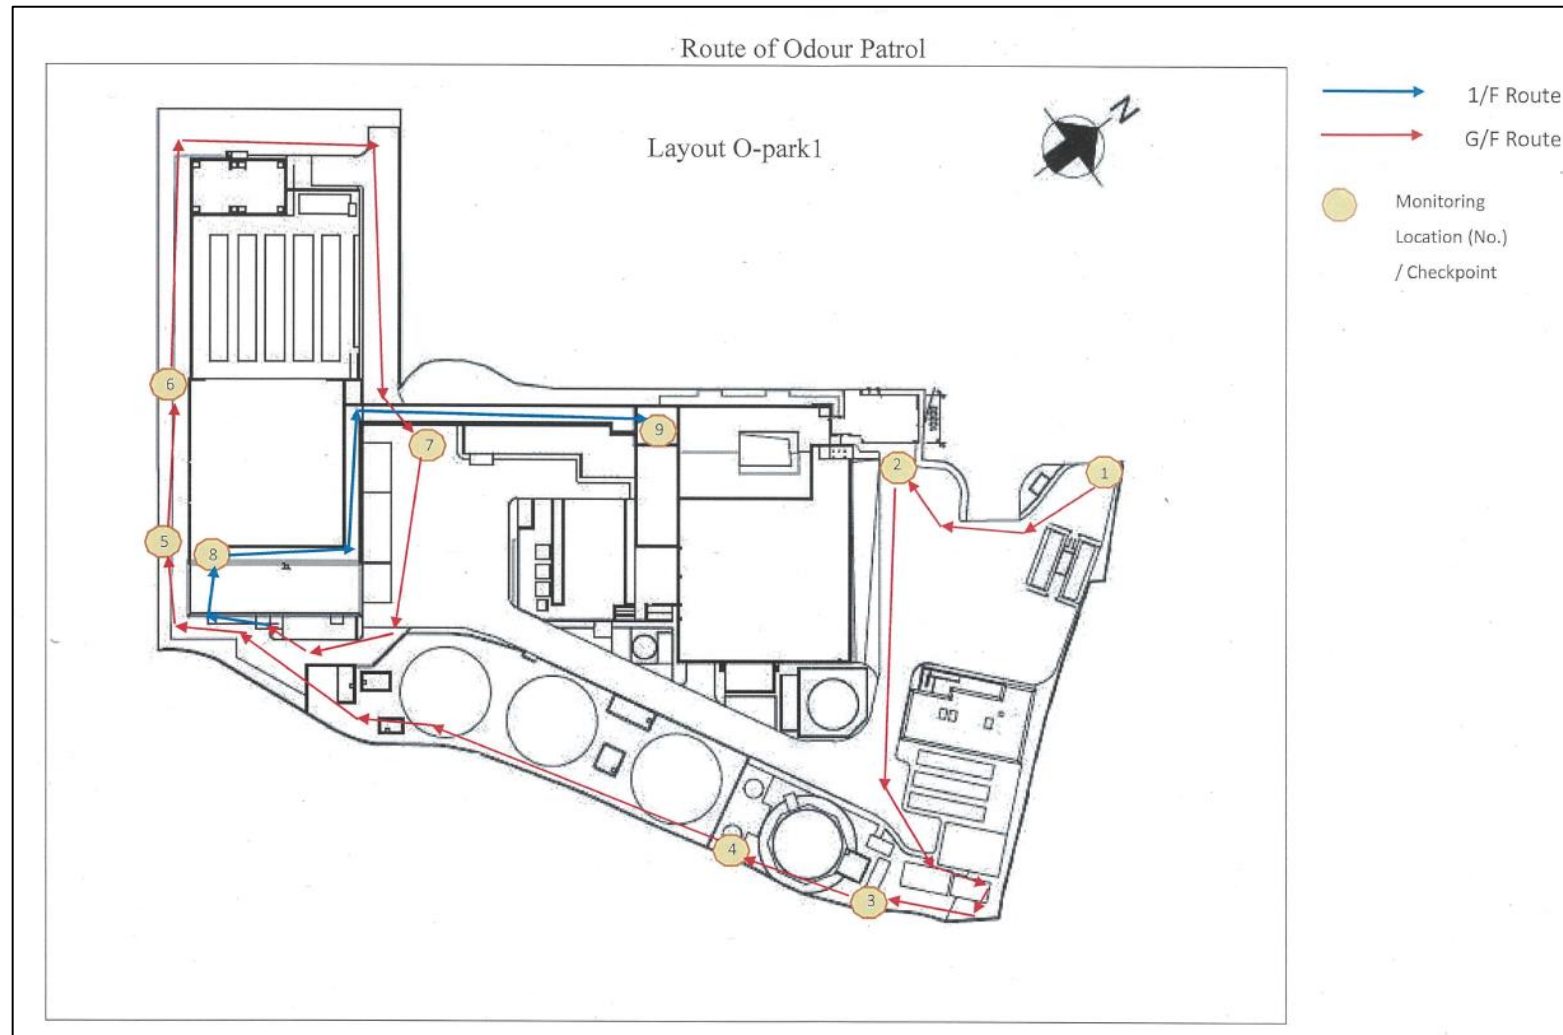 Route of Odour Patrol
1/F Route
G/F Route
Layout O-park1
N
Monitoring
Location (No.)
/ Checkpoint
6
9
7
2
1
5
8
4
3